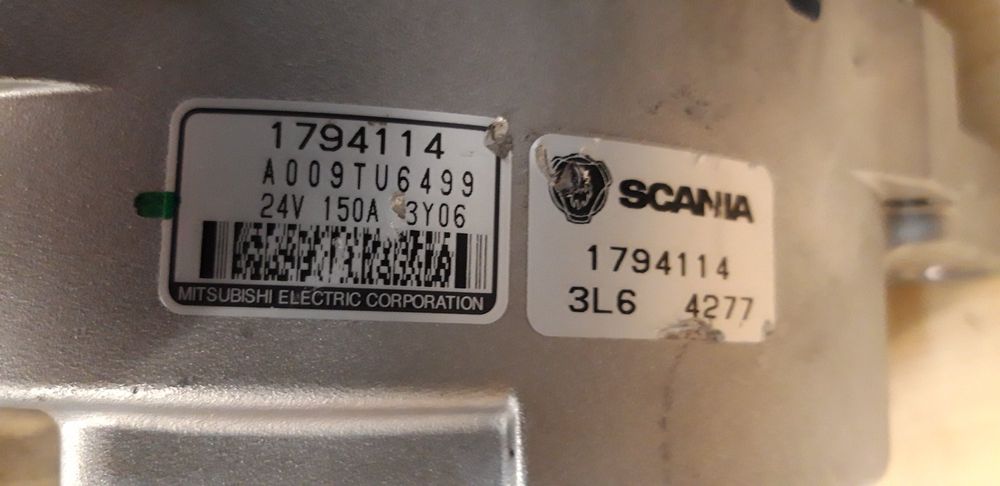 1794114
A009TU6499
24V 150A 3Y06
MITSUBISHI ELECTRIC CORPORATION
SCANIA
1794114
3L6 4277